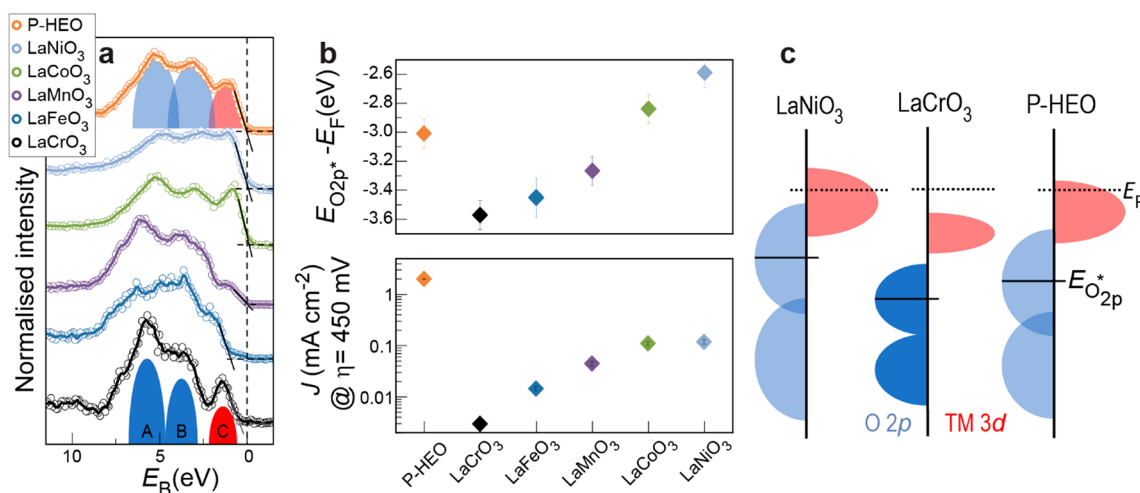 P-HEO
LaNiO3
LaCoO3
LaMnO3
LaFeO3
LaCrO3
a
Normalised intensity
A
B
C
10
5
0
EB(eV)
b
EO2p* -EF(eV)
-2.6
-2.8
-3.0
-3.2
-3.4
-3.6
J (mA cm-2)
@ η= 450 mV
1
0.1
0.01
P-HEO
LaCrO3
LaFeO3
LaMnO3
LaCoO3
LaNiO3
c
LaNiO3
LaCrO3
P-HEO
EF
E*O2p
O 2p
TM 3d